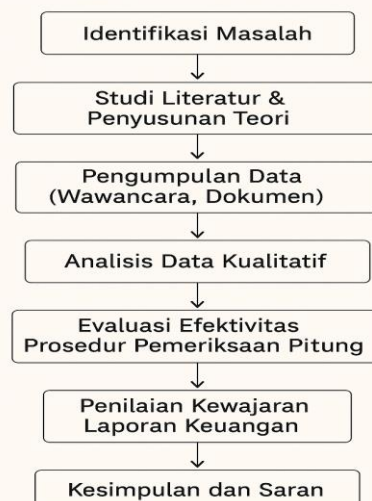 Identifikasi Masalah
Studi Literatur &
Penyusunan Teori
Pengumpulan Data
(Wawancara, Dokumen)
Analisis Data Kualitatif
Evaluasi Efektivitas
Prosedur Pemeriksaan Pitung
Penilaian Kewajaran
Laporan Keuangan
Kesimpulan dan Saran